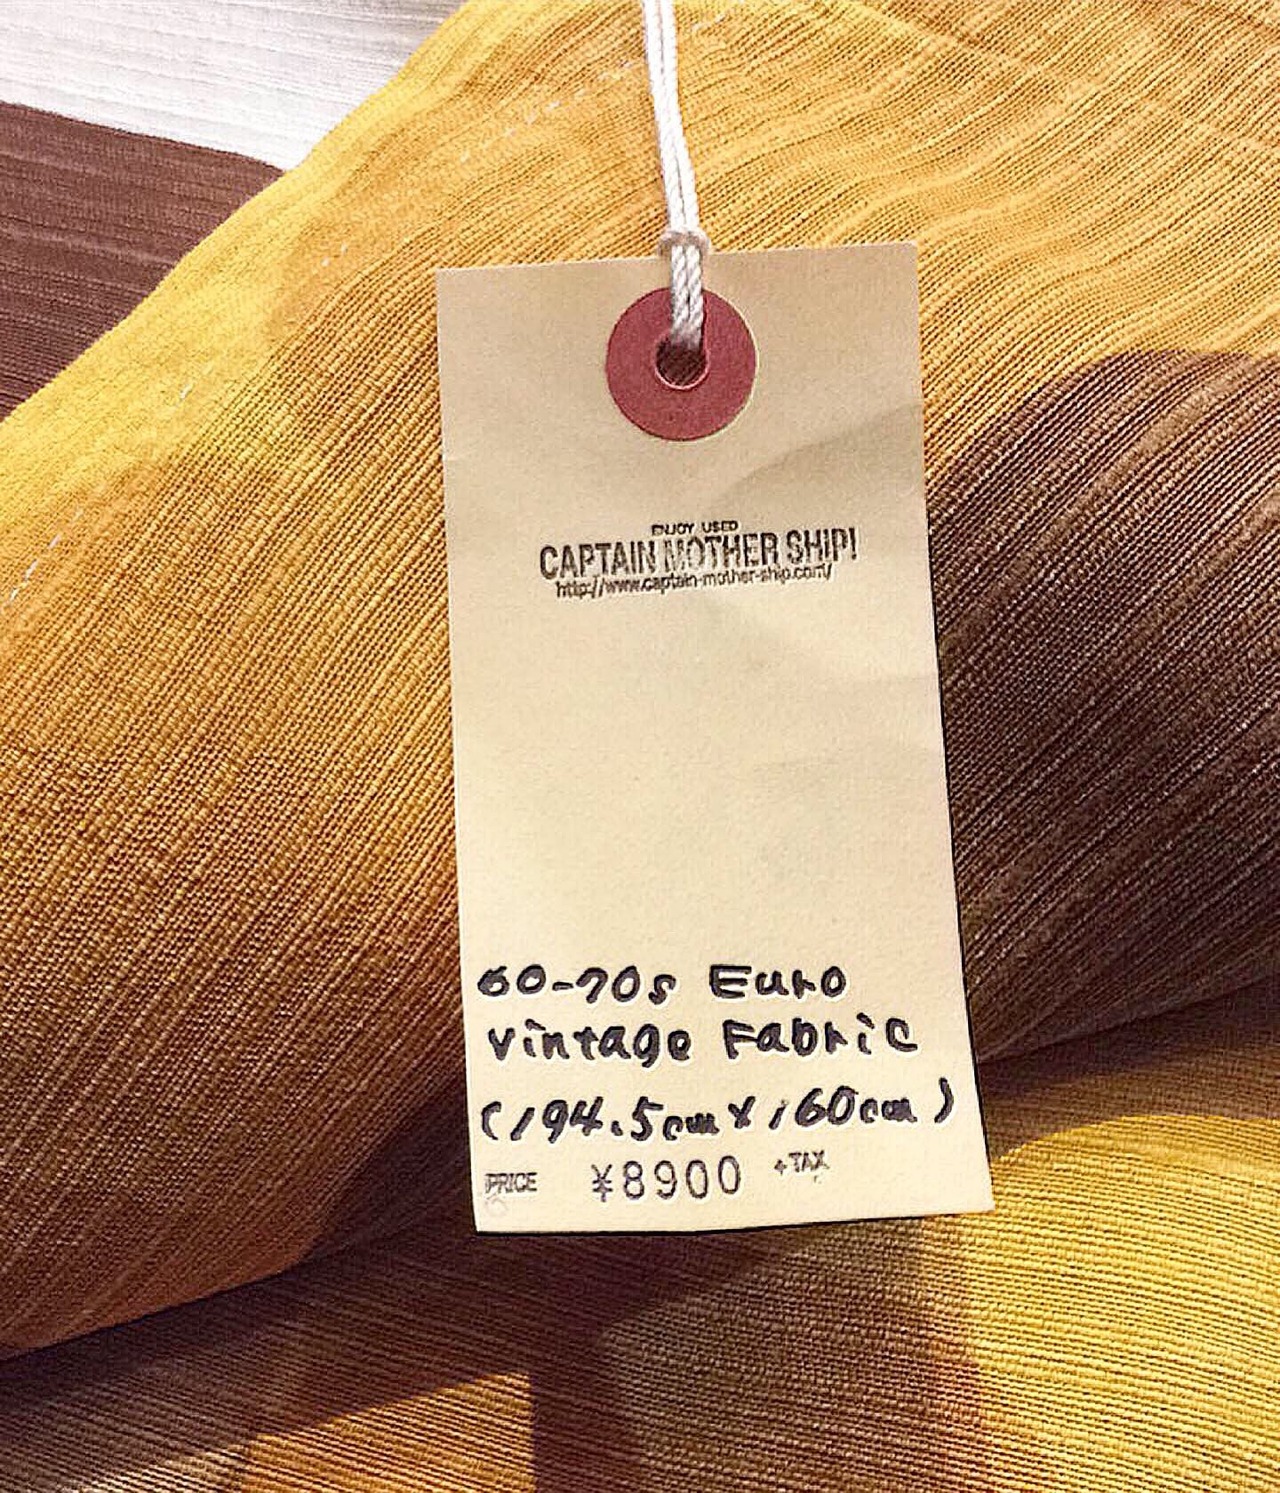 ENJOY USED
CAPTAIN MOTHER SHIP!
http://www.captain-mother-ship.com/
60-70s Euro
vintage Fabric
(194.5cm x 160cm)
PRICE ¥8900 +TAX